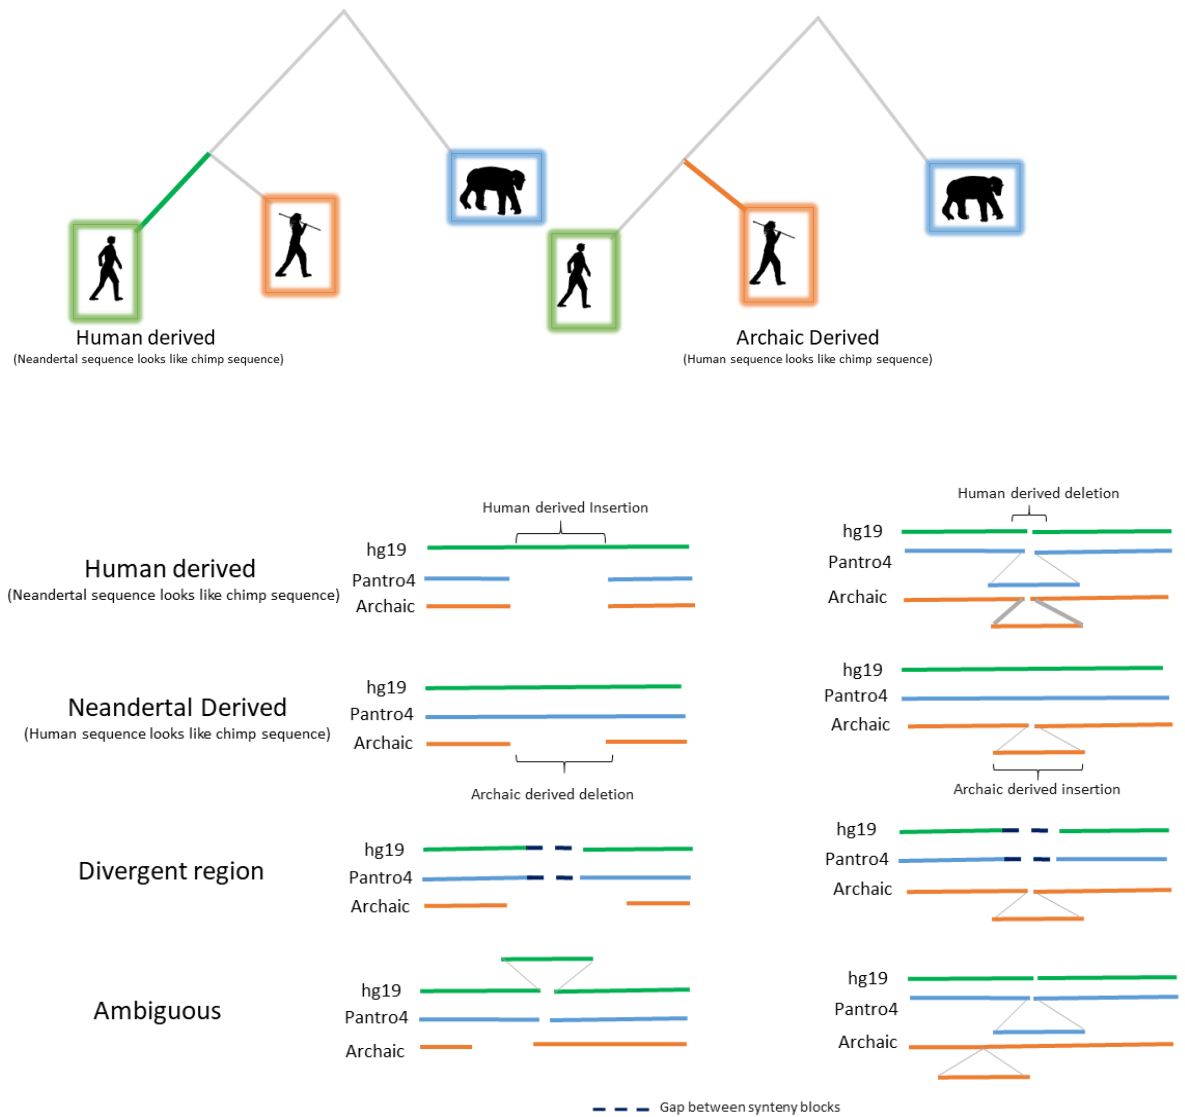 Human derived
(Neandertal sequence looks like chimp sequence)
Archaic Derived
(Human sequence looks like chimp sequence)
Human derived
(Neandertal sequence looks like chimp sequence)
Human derived Insertion
hg19
Pantro4
Archaic
Human derived deletion
hg19
Pantro4
Archaic
Neandertal Derived
(Human sequence looks like chimp sequence)
hg19
Pantro4
Archaic
Archaic derived deletion
hg19
Pantro4
Archaic
Archaic derived insertion
Divergent region
hg19
Pantro4
Archaic
hg19
Pantro4
Archaic
Ambiguous
hg19
Pantro4
Archaic
hg19
Pantro4
Archaic
Gap between synteny blocks